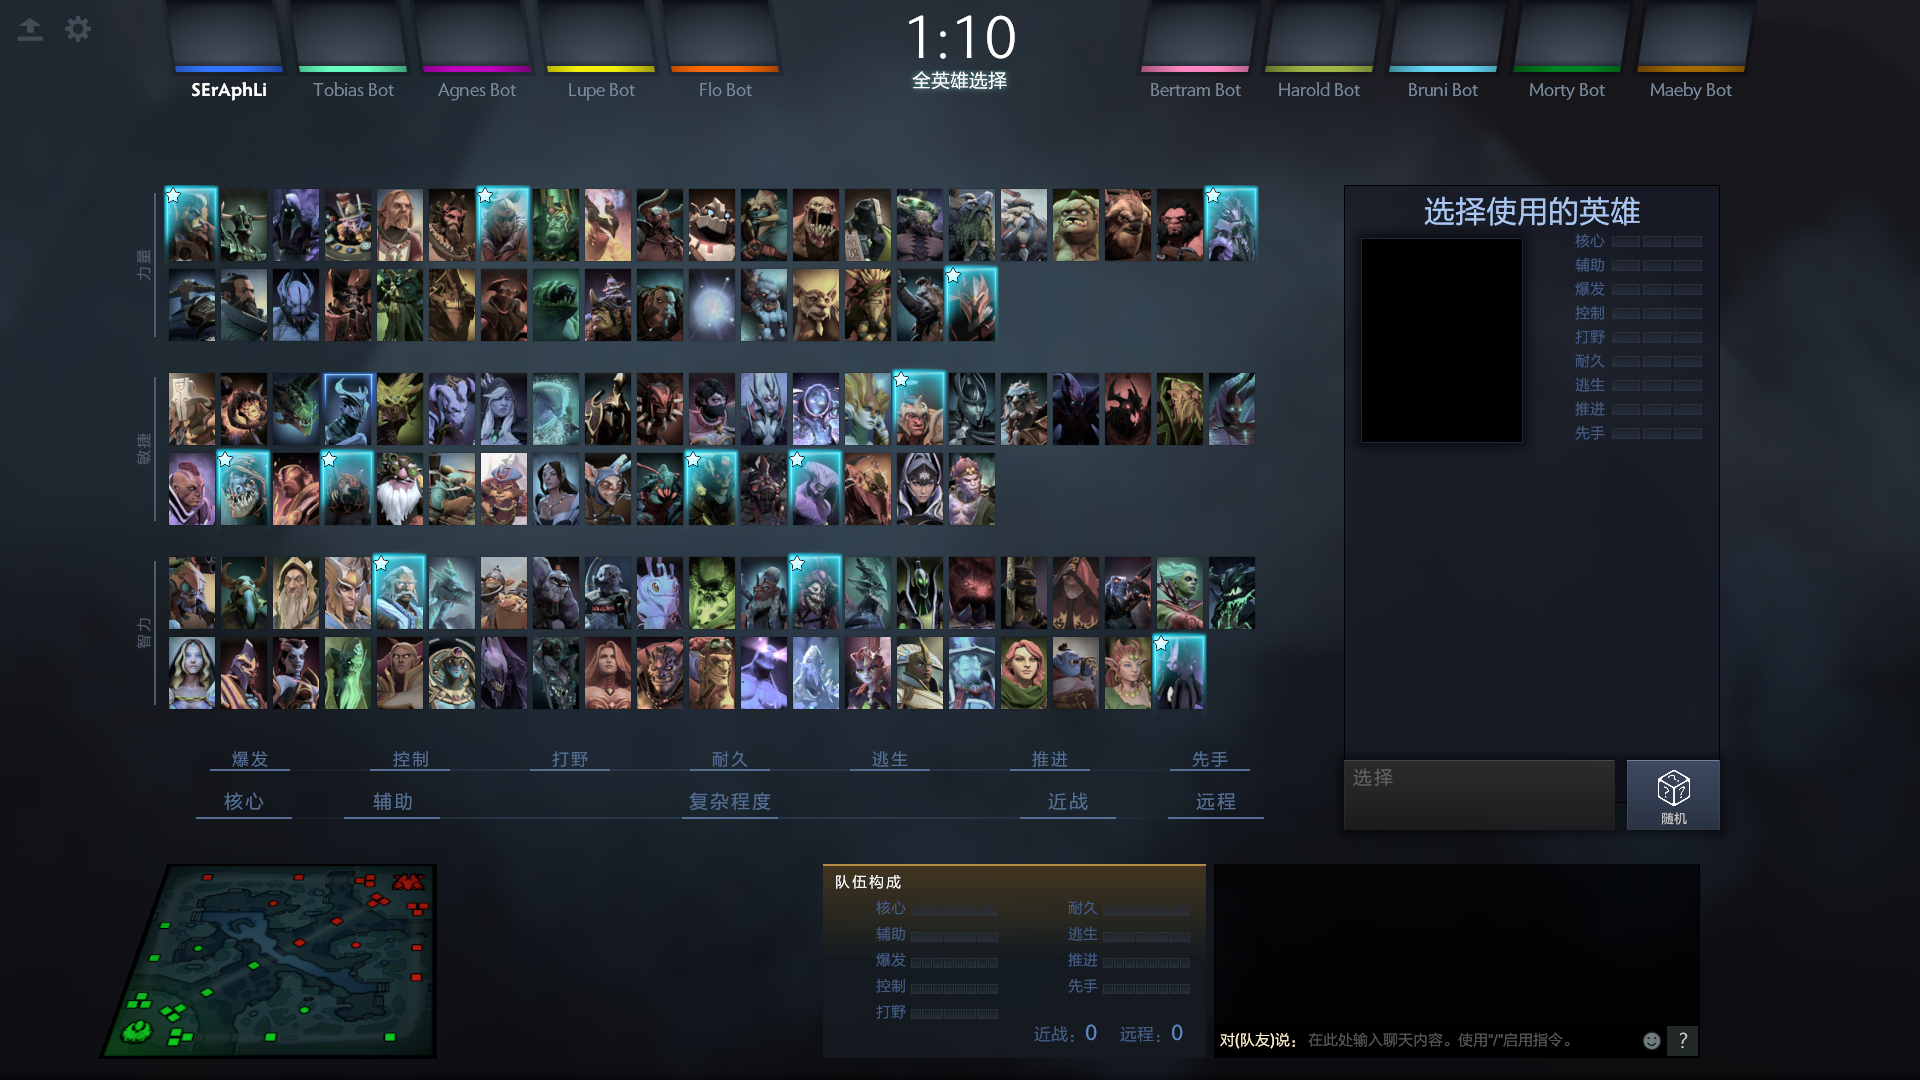 1:10
全英雄选择
SErAphLi
Tobias Bot
Agnes Bot
Lupe Bot
Flo Bot
Bertram Bot
Harold Bot
Bruni Bot
Morty Bot
Maeby Bot
力量
敏捷
智力
选择使用的英雄
核心
辅助
爆发
控制
打野
耐久
逃生
推进
先手
爆发
控制
打野
耐久
逃生
推进
先手
核心
辅助
复杂程度
近战
远程
选择
随机
队伍构成
核心
辅助
爆发
控制
打野
耐久
逃生
推进
先手
近战：0
远程：0
对(队友)说：
在此处输入聊天内容。使用"/"启用指令。
?